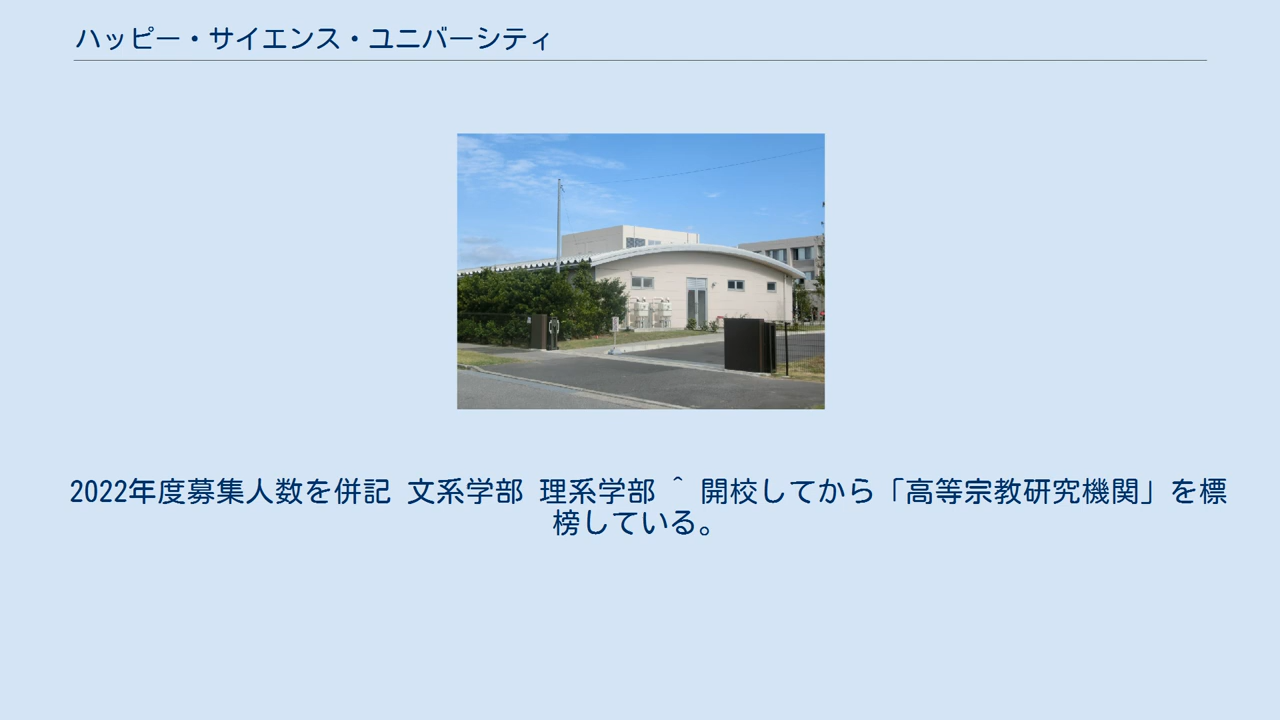 ハッピー・サイエンス・ユニバーシティ
2022年度募集人数を併記 文系学部 理系学部 ^ 開校してから「高等宗教研究機関」を標
榜している。